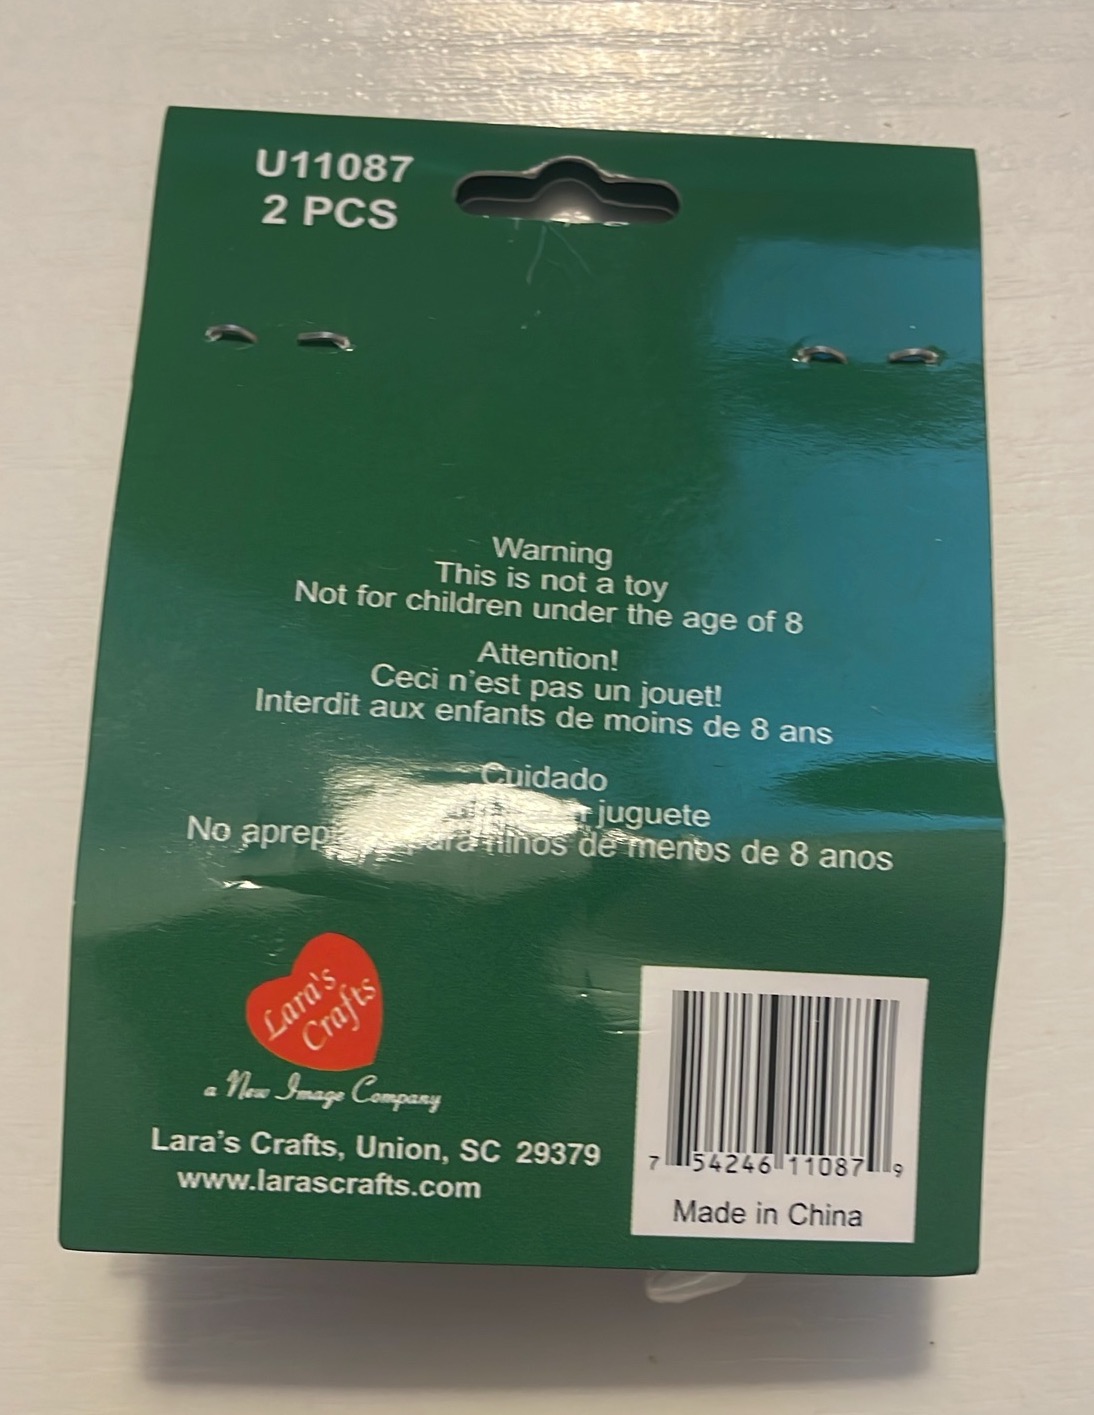 U11087
2 PCS
Warning
This is not a toy
Not for children under the age of 8
Attention!
Ceci n'est pas un jouet!
Interdit aux enfants de moins de 8 ans
Cuidado
juguete
No de menos de 8 anos
Lara's
Crafts
a New Image Company
Lara's Crafts, Union, SC 29379
www.larascrafts.com
7 54246 11087 9
Made in China